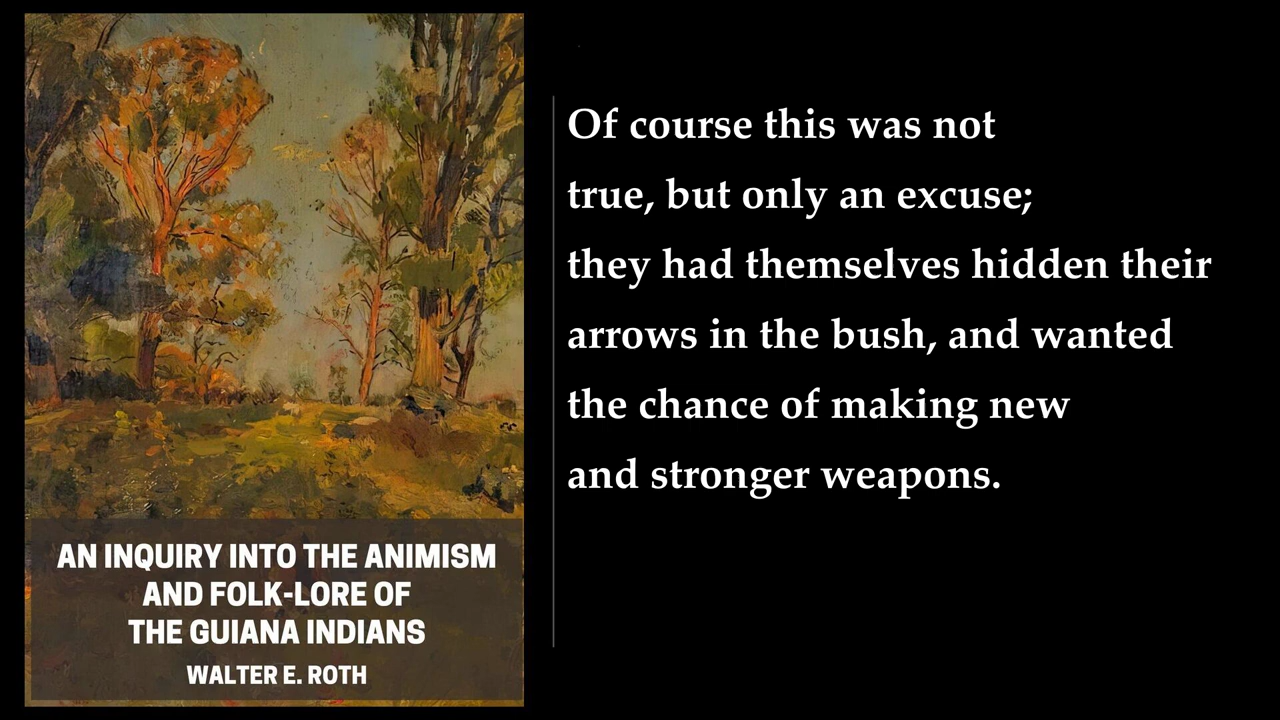 Of course this was not
true, but only an excuse;
they had themselves hidden their
arrows in the bush, and wanted
the chance of making new
and stronger weapons.
AN INQUIRY INTO THE ANIMISM
AND FOLK-LORE OF
THE GUIANA INDIANS
WALTER E. ROTH